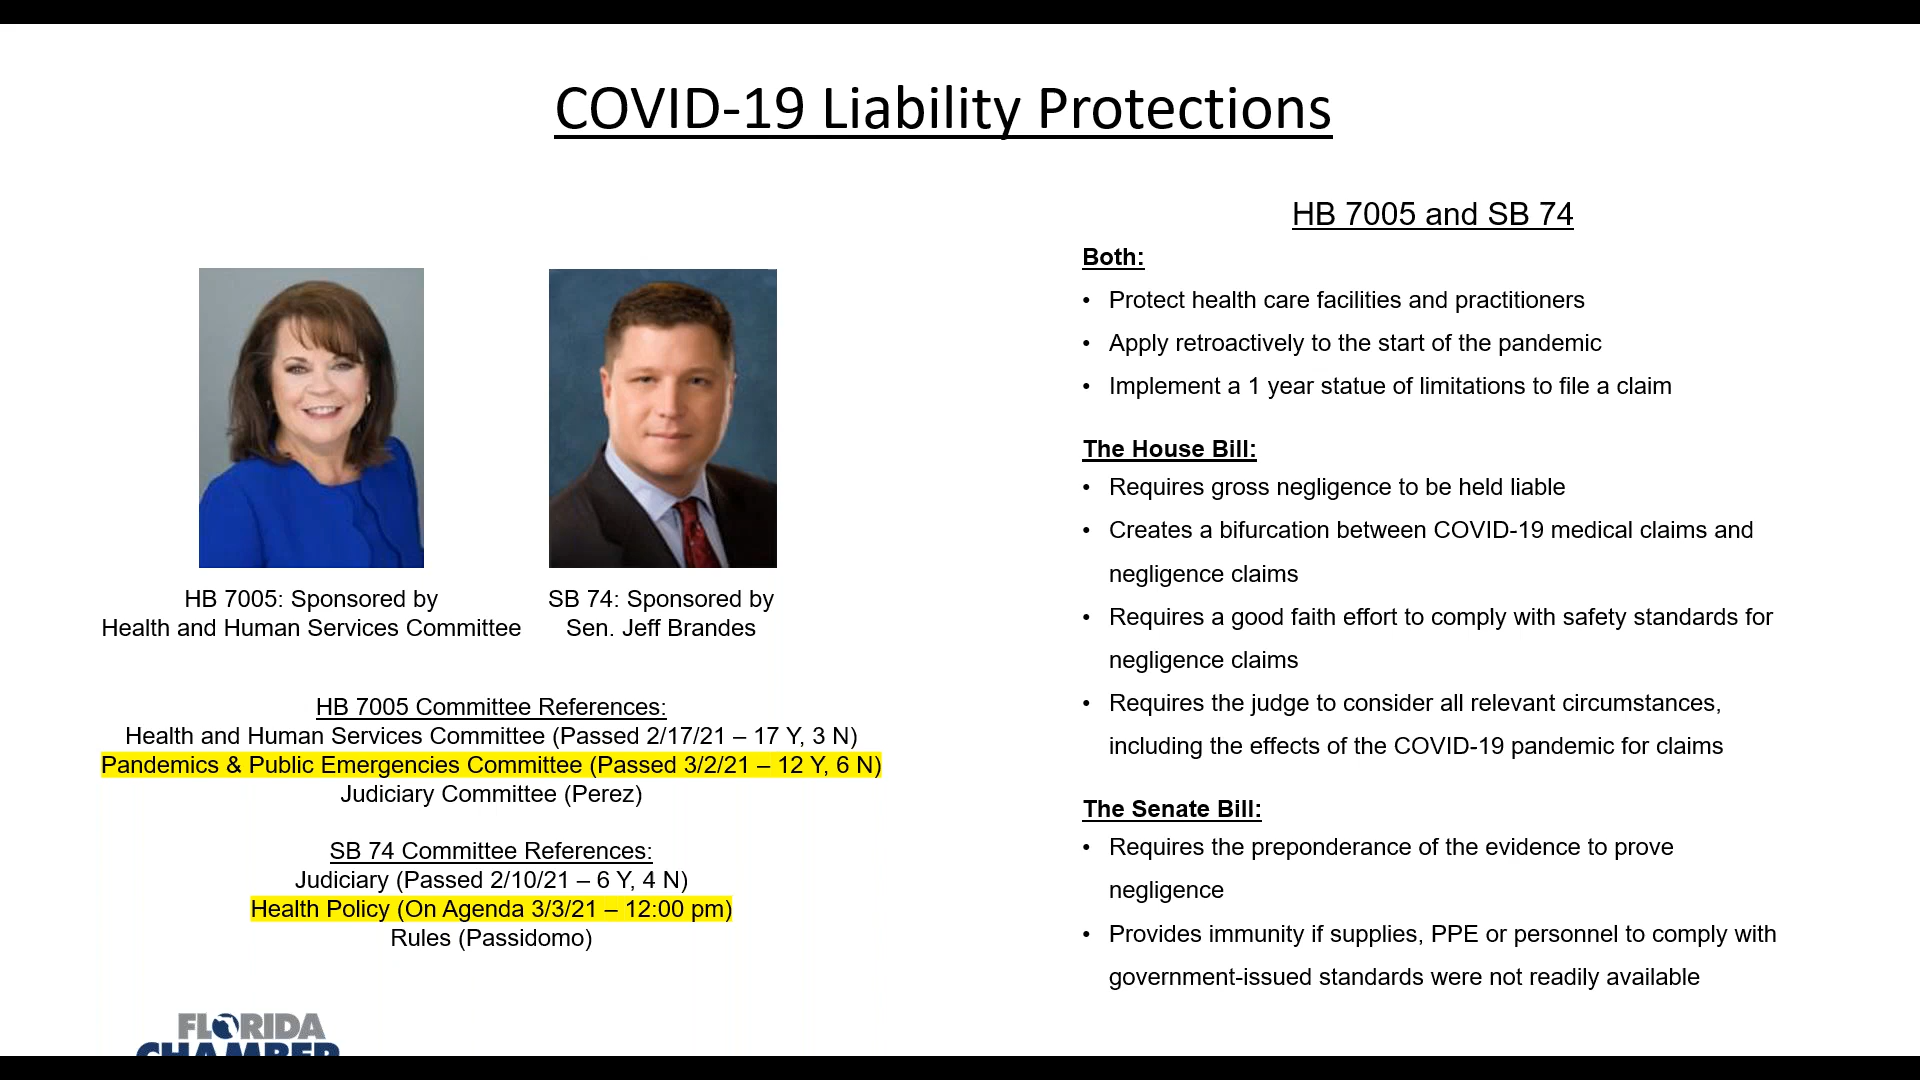 COVID-19 Liability Protections
HB 7005: Sponsored by
Health and Human Services Committee
SB 74: Sponsored by
Sen. Jeff Brandes
HB 7005 Committee References:
Health and Human Services Committee (Passed 2/17/21 – 17 Y, 3 N)
Pandemics & Public Emergencies Committee (Passed 3/2/21 – 12 Y, 6 N)
Judiciary Committee (Perez)
SB 74 Committee References:
Judiciary (Passed 2/10/21 – 6 Y, 4 N)
Health Policy (On Agenda 3/3/21 – 12:00 pm)
Rules (Passidomo)
FLORIDA
CHAMBER
HB 7005 and SB 74
Both:
• Protect health care facilities and practitioners
• Apply retroactively to the start of the pandemic
• Implement a 1 year statue of limitations to file a claim
The House Bill:
• Requires gross negligence to be held liable
• Creates a bifurcation between COVID-19 medical claims and
negligence claims
• Requires a good faith effort to comply with safety standards for
negligence claims
• Requires the judge to consider all relevant circumstances,
including the effects of the COVID-19 pandemic for claims
The Senate Bill:
• Requires the preponderance of the evidence to prove
negligence
• Provides immunity if supplies, PPE or personnel to comply with
government-issued standards were not readily available